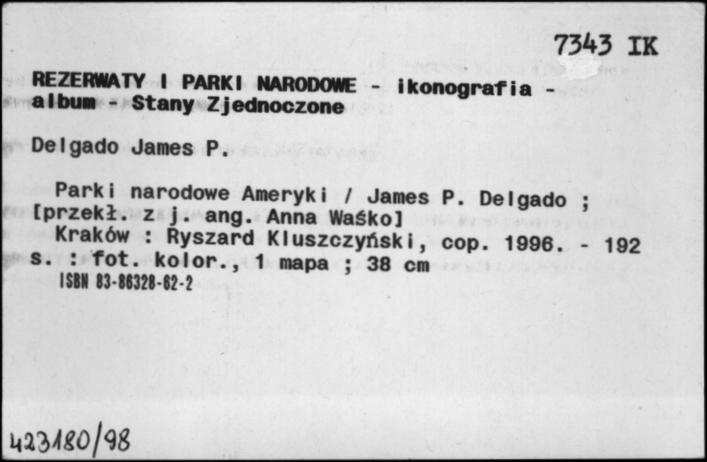 7343 IK
REZERWATY I PARKI NARODOWE - ikonografia -
album - Stany Zjednoczone
Delgado James P.
Parki narodowe Ameryki / James P. Delgado ;
[przekł. z j. ang. Anna Waśko]
Kraków : Ryszard Kluszczyński, cop. 1996. - 192
s. : fot. kolor., 1 mapa ; 38 cm
ISBN 83-86328-62-2
423180/98